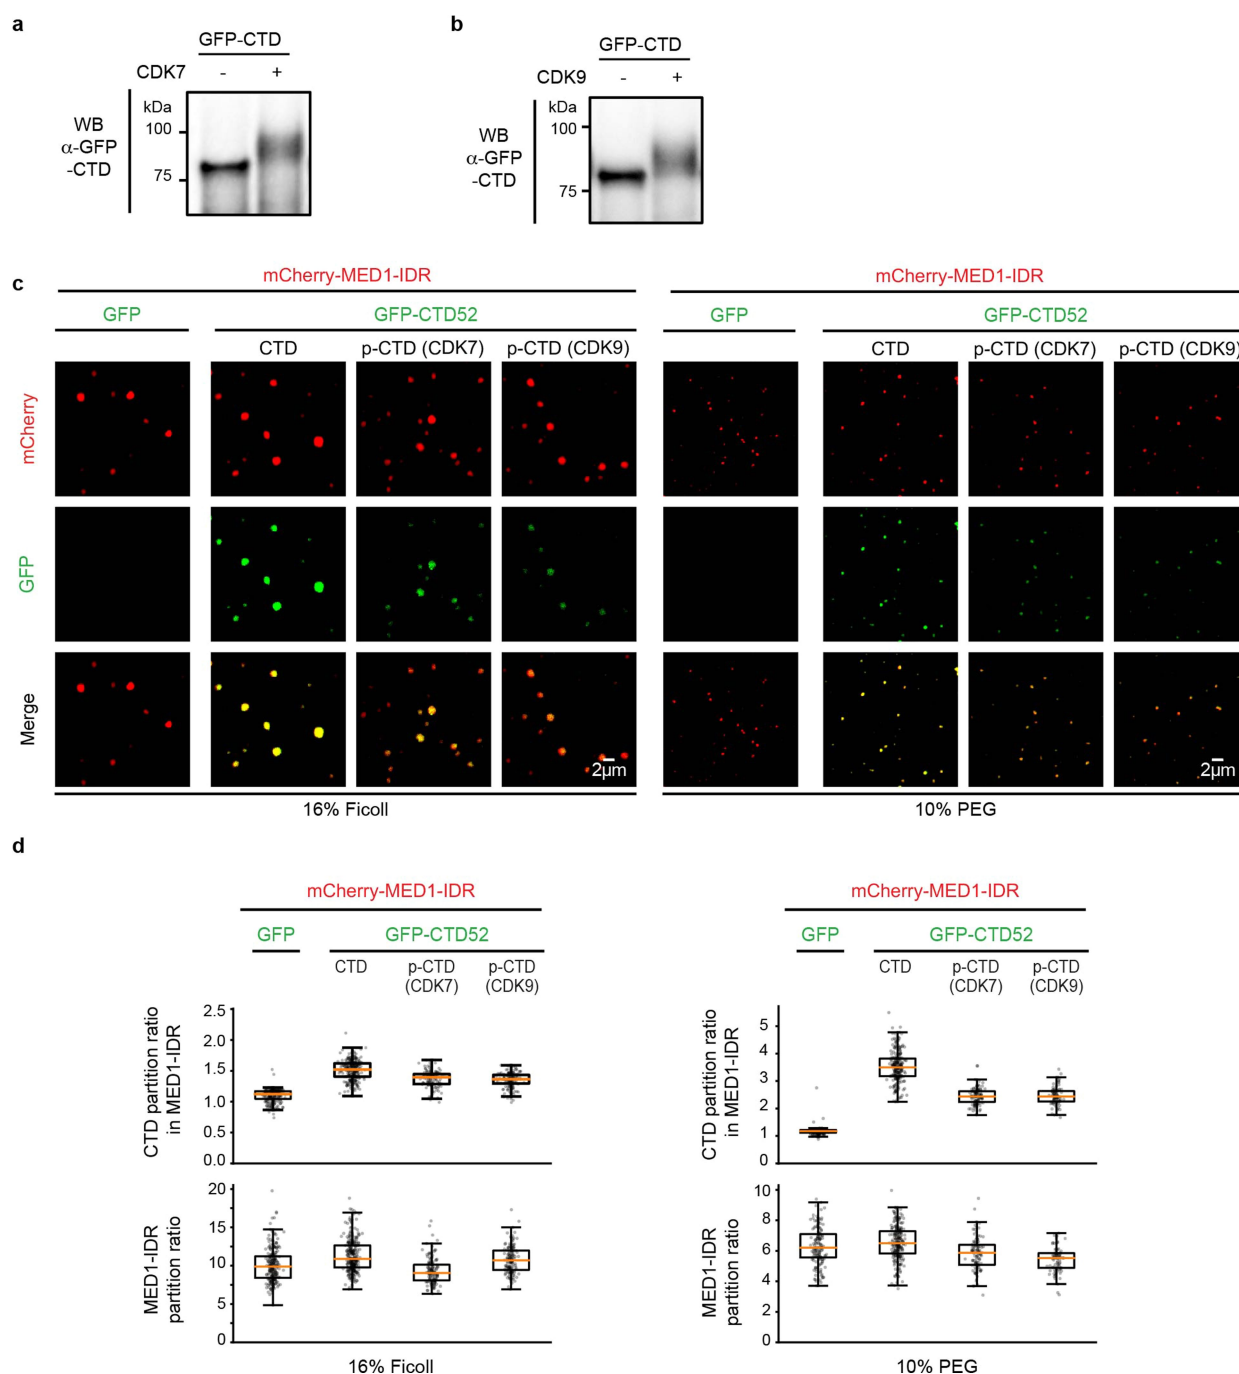 a
GFP-CTD
CDK7 - +
kDa
WB
α-GFP
-CTD
100
75
b
GFP-CTD
CDK9 - +
kDa
WB
α-GFP
-CTD
100
75
c
mCherry-MED1-IDR
GFP GFP-CTD52
CTD p-CTD (CDK7) p-CTD (CDK9)
mCherry-MED1-IDR
GFP GFP-CTD52
CTD p-CTD (CDK7) p-CTD (CDK9)
mCherry
GFP
Merge
2μm
2μm
16% Ficoll
10% PEG
d
mCherry-MED1-IDR
GFP GFP-CTD52
CTD p-CTD p-CTD
(CDK7) (CDK9)
CTD partition ratio
in MED1-IDR
2.5
2.0
1.5
1.0
0.5
0.0
MED1-IDR
partition ratio
20
15
10
5
0
16% Ficoll
mCherry-MED1-IDR
GFP GFP-CTD52
CTD p-CTD p-CTD
(CDK7) (CDK9)
CTD partition ratio
in MED1-IDR
5
4
3
2
1
0
MED1-IDR
partition ratio
10
8
6
4
2
0
10% PEG